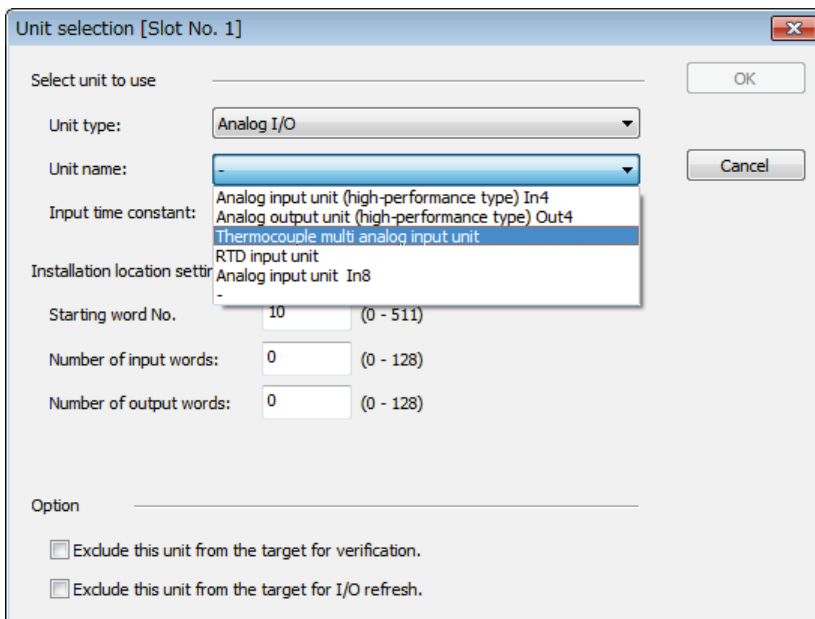 Unit selection [Slot No. 1]
Select unit to use
OK
Unit type:
Analog I/O
Unit name:
-
Cancel
Analog input unit (high-performance type) In4
Analog output unit (high-performance type) Out4
Input time constant:
Thermocouple multi analog input unit
RTD input unit
Installation location settin
Analog input unit  In8
-
Starting word No.
10
(0 - 511)
Number of input words:
0
(0 - 128)
Number of output words:
0
(0 - 128)
Option
Exclude this unit from the target for verification.
Exclude this unit from the target for I/O refresh.